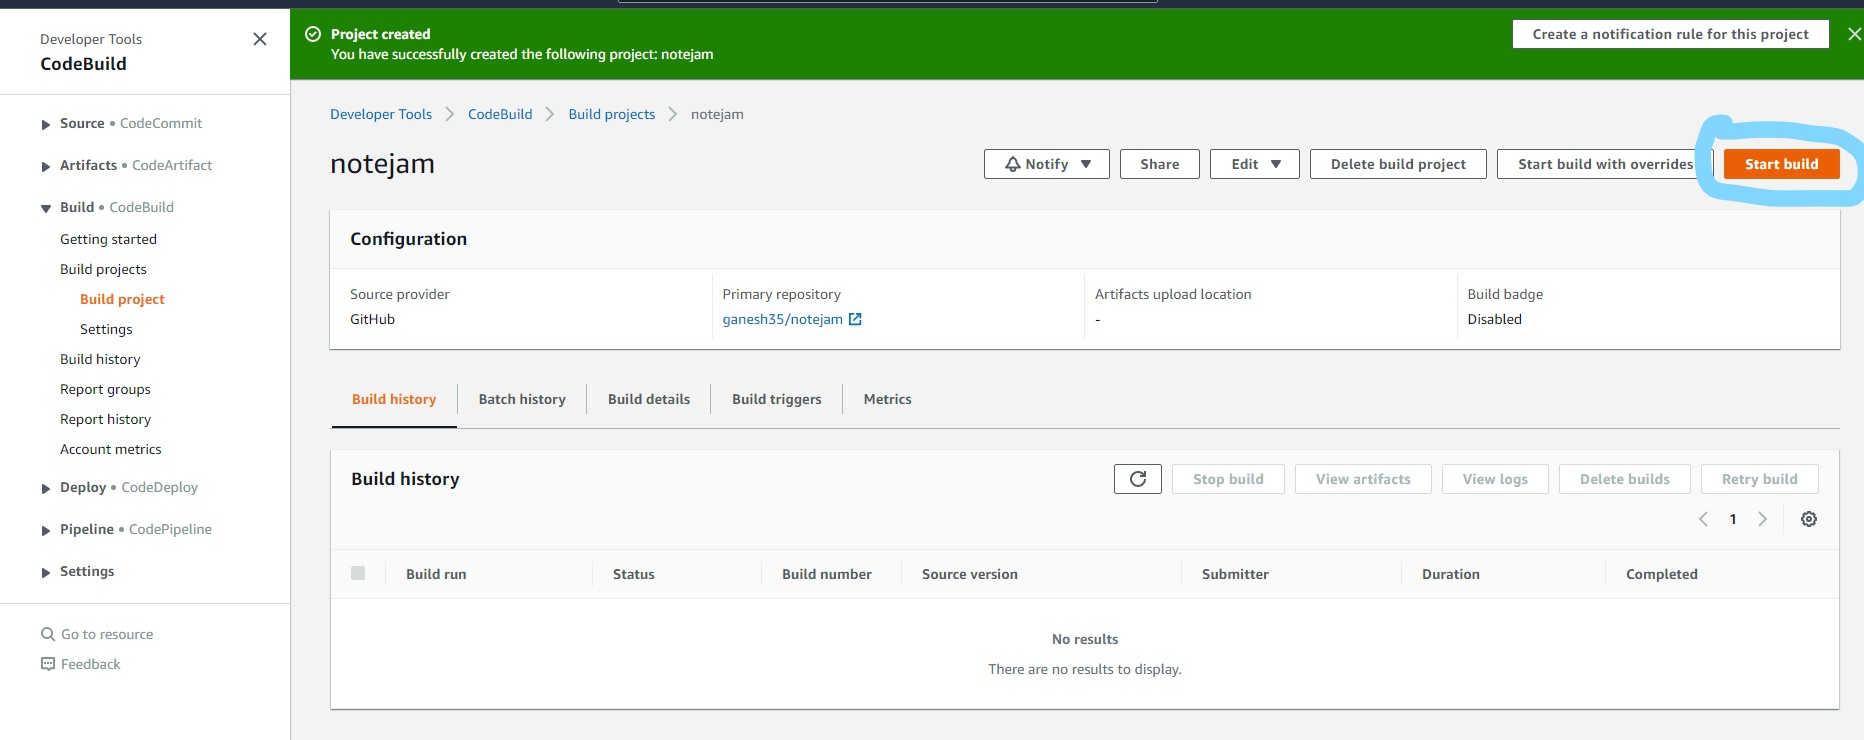 Developer Tools
CodeBuild
Source • CodeCommit
Artifacts • CodeArtifact
Build • CodeBuild
Getting started
Build projects
Build project
Settings
Build history
Report groups
Report history
Account metrics
Deploy • CodeDeploy
Pipeline • CodePipeline
Settings
Go to resource
Feedback
Project created
You have successfully created the following project: notejam
Create a notification rule for this project
Developer Tools > CodeBuild > Build projects > notejam
notejam
Notify Share Edit Delete build project Start build with overrides Start build
Configuration
Source provider Primary repository Artifacts upload location Build badge
GitHub ganesh35/notejam - Disabled
Build history Batch history Build details Build triggers Metrics
Build history
Stop build View artifacts View logs Delete builds Retry build
1
Build run Status Build number Source version Submitter Duration Completed
No results
There are no results to display.